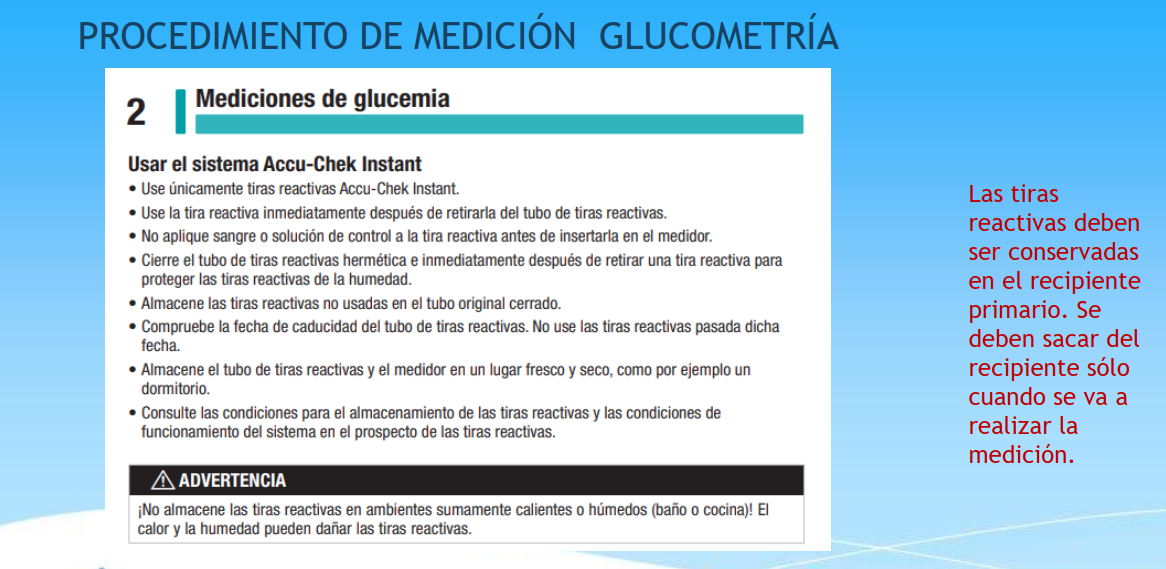 PROCEDIMIENTO DE MEDICIÓN GLUCOMETRÍA
2
Mediciones de glucemia
Usar el sistema Accu-Chek Instant
• Use únicamente tiras reactivas Accu-Chek Instant.
• Use la tira reactiva inmediatamente después de retirarla del tubo de tiras reactivas.
• No aplique sangre o solución de control a la tira reactiva antes de insertarla en el medidor.
• Cierre el tubo de tiras reactivas hermética e inmediatamente después de retirar una tira reactiva para
proteger las tiras reactivas de la humedad.
• Almacene las tiras reactivas no usadas en el tubo original cerrado.
• Compruebe la fecha de caducidad del tubo de tiras reactivas. No use las tiras reactivas pasada dicha
fecha.
• Almacene el tubo de tiras reactivas y el medidor en un lugar fresco y seco, como por ejemplo un
dormitorio.
• Consulte las condiciones para el almacenamiento de las tiras reactivas y las condiciones de
funcionamiento del sistema en el prospecto de las tiras reactivas.
⚠ ADVERTENCIA
¡No almacene las tiras reactivas en ambientes sumamente calientes o húmedos (baño o cocina)! El
calor y la humedad pueden dañar las tiras reactivas.
Las tiras
reactivas deben
ser conservadas
en el recipiente
primario. Se
deben sacar del
recipiente sólo
cuando se va a
realizar la
medición.